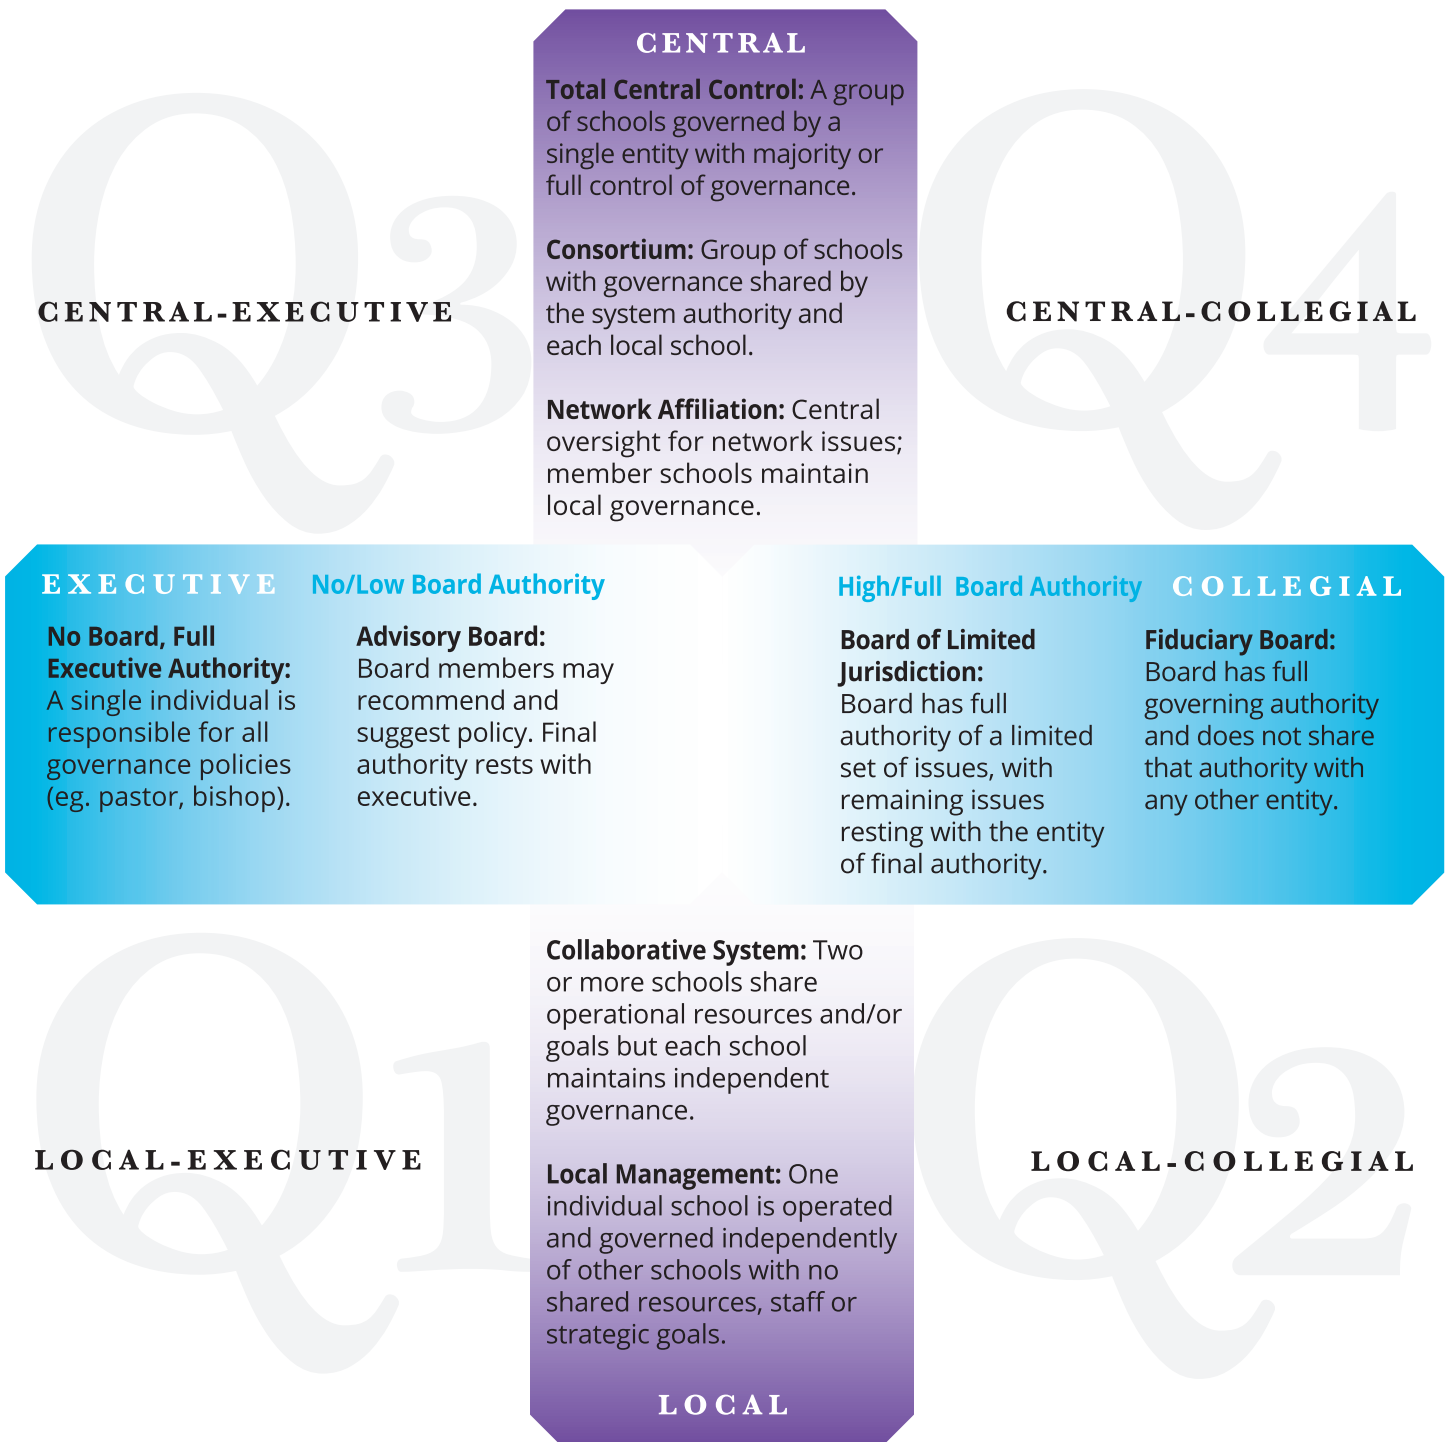 CENTRAL
Total Central Control: A group
of schools governed by a
single entity with majority or
full control of governance.
Consortium: Group of schools
with governance shared by
the system authority and
each local school.
Network Affiliation: Central
oversight for network issues;
member schools maintain
local governance.
Q3
CENTRAL-EXECUTIVE
Q4
CENTRAL-COLLEGIAL
EXECUTIVE
No/Low Board Authority
No Board, Full
Executive Authority:
A single individual is
responsible for all
governance policies
(eg. pastor, bishop).
Advisory Board:
Board members may
recommend and
suggest policy. Final
authority rests with
executive.
High/Full  Board Authority
COLLEGIAL
Board of Limited
Jurisdiction:
Board has full
authority of a limited
set of issues, with
remaining issues
resting with the entity
of final authority.
Fiduciary Board:
Board has full
governing authority
and does not share
that authority with
any other entity.
Q1
LOCAL-EXECUTIVE
Collaborative System: Two
or more schools share
operational resources and/or
goals but each school
maintains independent
governance.
Local Management: One
individual school is operated
and governed independently
of other schools with no
shared resources, staff or
strategic goals.
LOCAL
Q2
LOCAL-COLLEGIAL